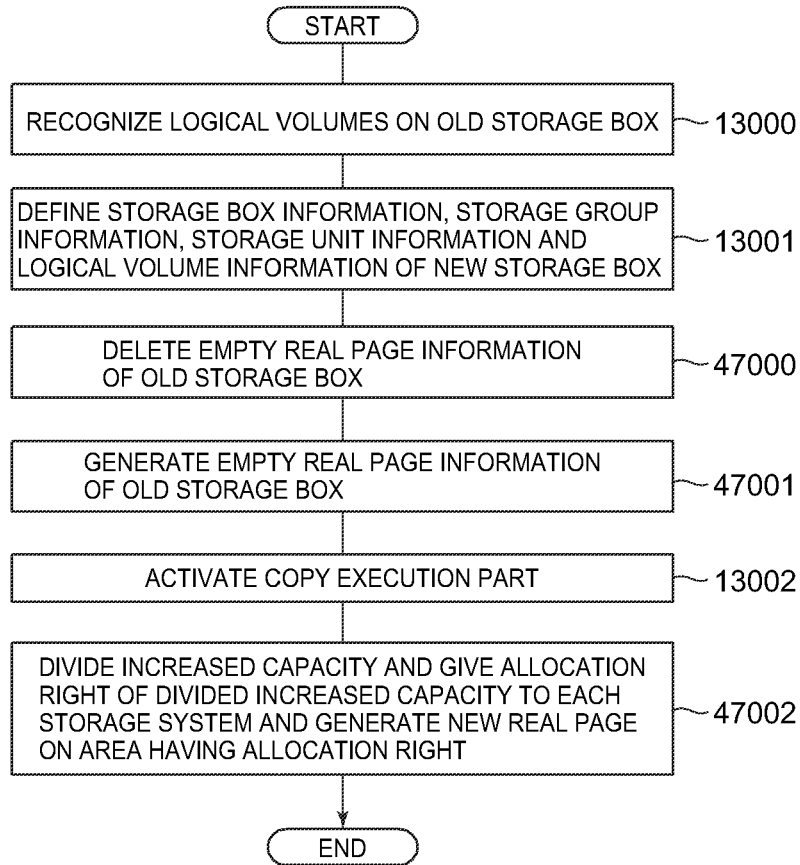 START
RECOGNIZE LOGICAL VOLUMES ON OLD STORAGE BOX
13000
DEFINE STORAGE BOX INFORMATION, STORAGE GROUP
INFORMATION, STORAGE UNIT INFORMATION AND
LOGICAL VOLUME INFORMATION OF NEW STORAGE BOX
13001
DELETE EMPTY REAL PAGE INFORMATION
OF OLD STORAGE BOX
47000
GENERATE EMPTY REAL PAGE INFORMATION
OF OLD STORAGE BOX
47001
ACTIVATE COPY EXECUTION PART
13002
DIVIDE INCREASED CAPACITY AND GIVE ALLOCATION
RIGHT OF DIVIDED INCREASED CAPACITY TO EACH
STORAGE SYSTEM AND GENERATE NEW REAL PAGE
ON AREA HAVING ALLOCATION RIGHT
47002
END